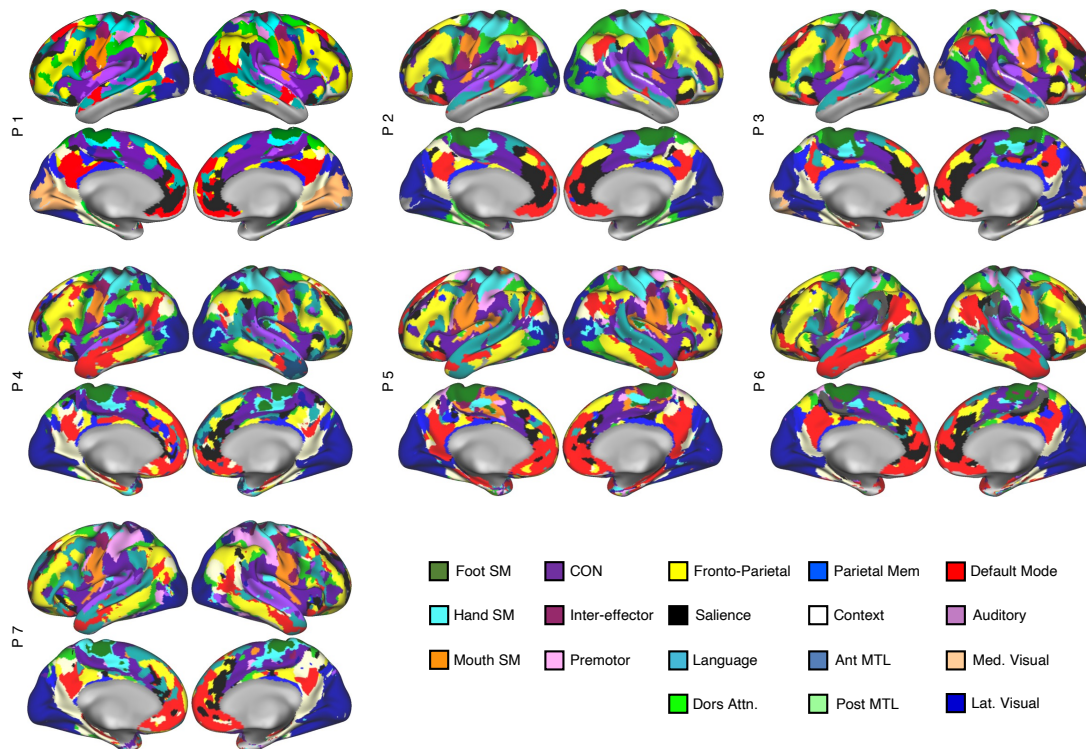 P 1
P 2
P 3
P 4
P 5
P 6
P 7
Foot SM
CON
Fronto-Parietal
Parietal Mem
Default Mode
Hand SM
Inter-effector
Salience
Context
Auditory
Mouth SM
Premotor
Language
Ant MTL
Med. Visual
Dors Attn.
Post MTL
Lat. Visual